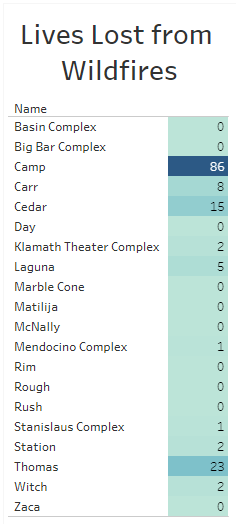 Lives Lost from
Wildfires
Name
Basin Complex 0
Big Bar Complex 0
Camp 86
Carr 8
Cedar 15
Day 0
Klamath Theater Complex 2
Laguna 5
Marble Cone 0
Matilija 0
McNally 0
Mendocino Complex 1
Rim 0
Rough 0
Rush 0
Stanislaus Complex 1
Station 2
Thomas 23
Witch 2
Zaca 0